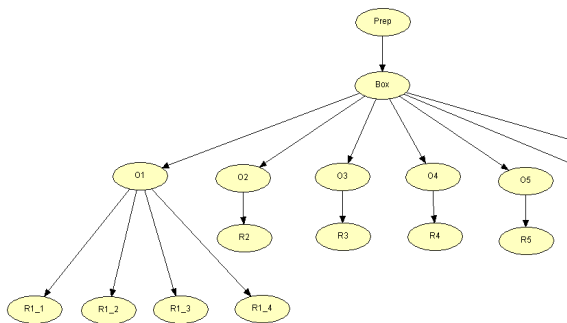 Prep
Box
O1 O2 O3 O4 O5
R2 R3 R4 R5
R1_1 R1_2 R1_3 R1_4